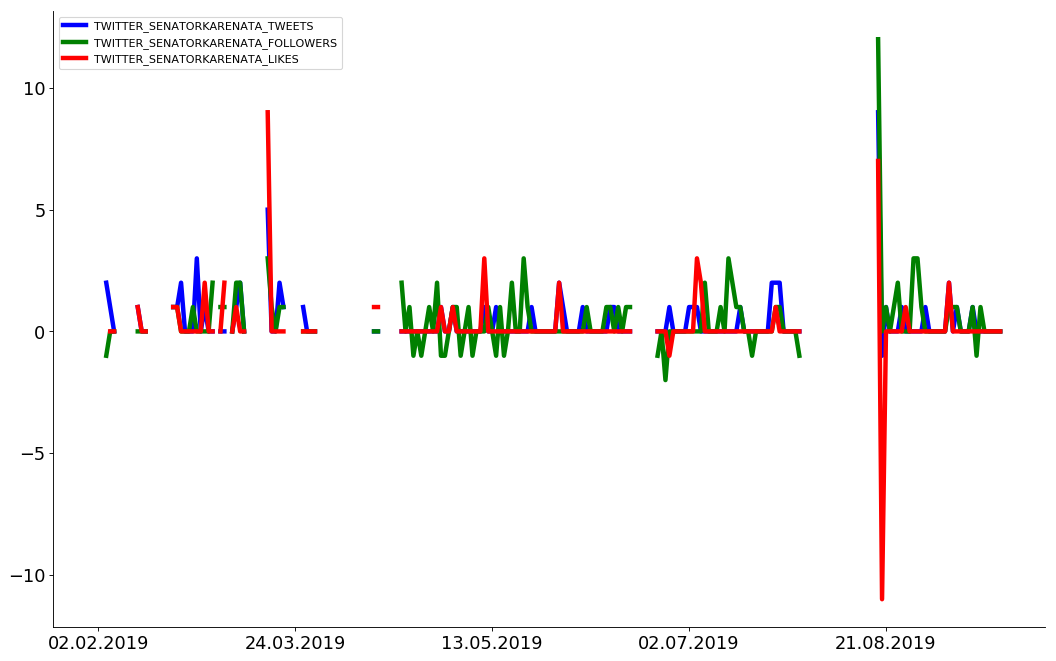 TWITTER_SENATORKARENATA_TWEETS
TWITTER_SENATORKARENATA_FOLLOWERS
TWITTER_SENATORKARENATA_LIKES
10
5
0
−5
−10
02.02.2019 24.03.2019 13.05.2019 02.07.2019 21.08.2019